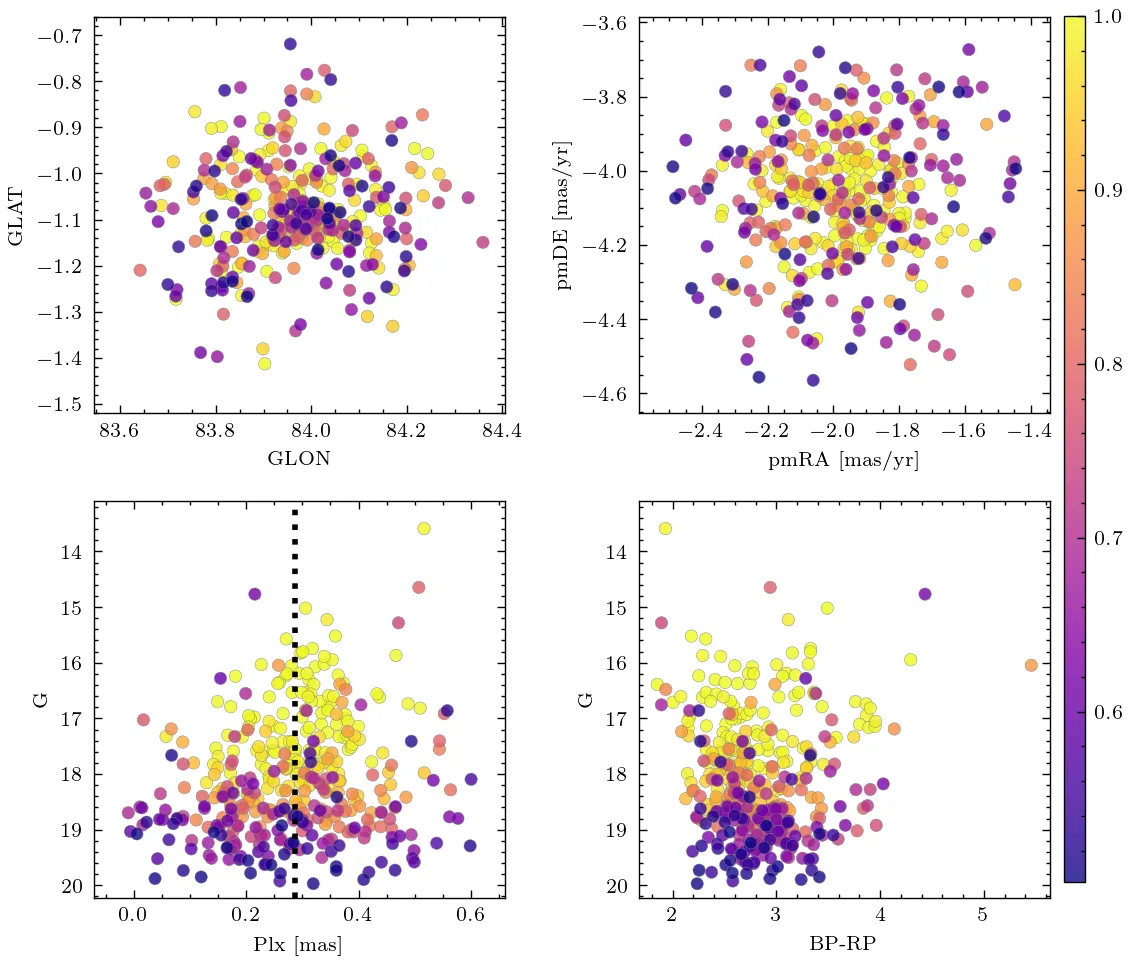 −0.7
−0.8
−0.9
−1.0
−1.1
−1.2
−1.3
−1.4
−1.5
GLAT
83.6 83.8 84.0 84.2 84.4
GLON
−3.6
−3.8
−4.0
−4.2
−4.4
−4.6
pmDE [mas/yr]
−2.4 −2.2 −2.0 −1.8 −1.6 −1.4
pmRA [mas/yr]
1.0
0.9
0.8
0.7
0.6
14
15
16
17
18
19
20
G
0.0 0.2 0.4 0.6
Plx [mas]
14
15
16
17
18
19
20
G
2 3 4 5
BP-RP